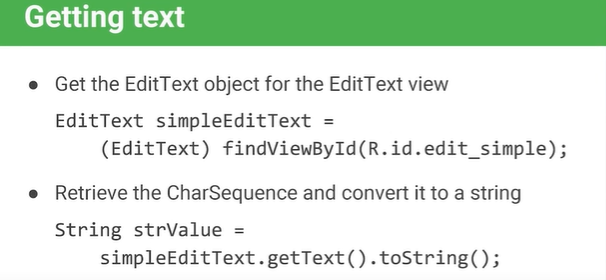 Getting text
● Get the EditText object for the EditText view
EditText simpleEditText =
(EditText) findViewById(R.id.edit_simple);
● Retrieve the CharSequence and convert it to a string
String strValue =
simpleEditText.getText().toString();